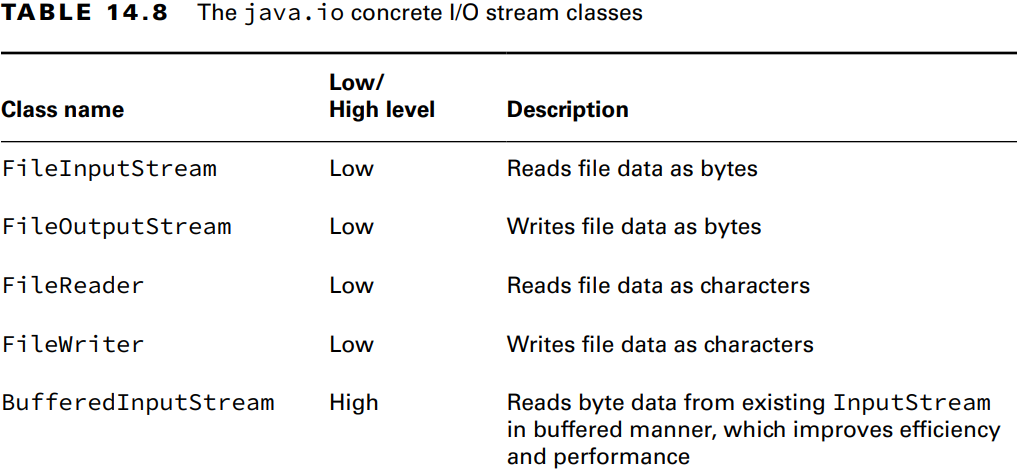 TABLE 14.8 The java.io concrete I/O stream classes
Low/
Class name High level Description
FileInputStream Low Reads file data as bytes
FileOutputStream Low Writes file data as bytes
FileReader Low Reads file data as characters
FileWriter Low Writes file data as characters
BufferedInputStream High Reads byte data from existing InputStream
in buffered manner, which improves efficiency
and performance